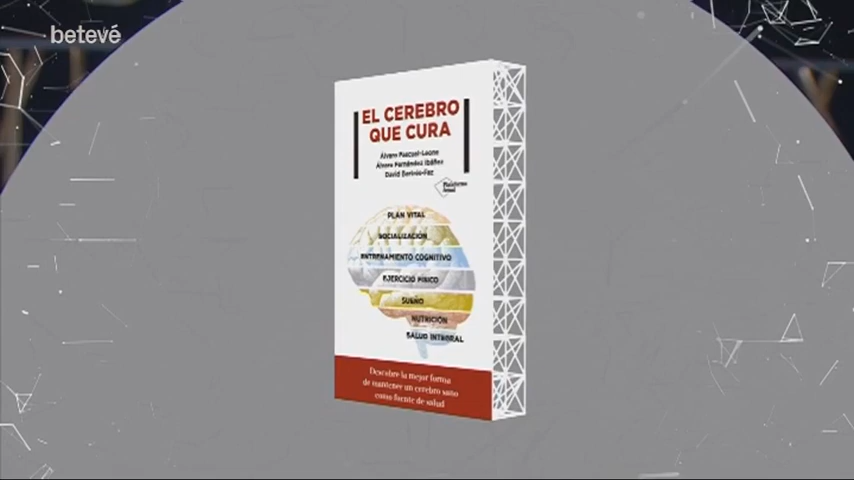 betevé
EL CEREBRO
QUE CURA
Álvaro Pascual-Leone
Álvaro Fernández Ibáñez
David Bartrés-Faz
Plataforma
Actual
PLAN VITAL
SOCIALIZACIÓN
ENTRENAMIENTO COGNITIVO
EJERCICIO FÍSICO
SUEÑO
NUTRICIÓN
SALUD INTEGRAL
Descubre la mejor forma
de mantener un cerebro sano
como fuente de salud